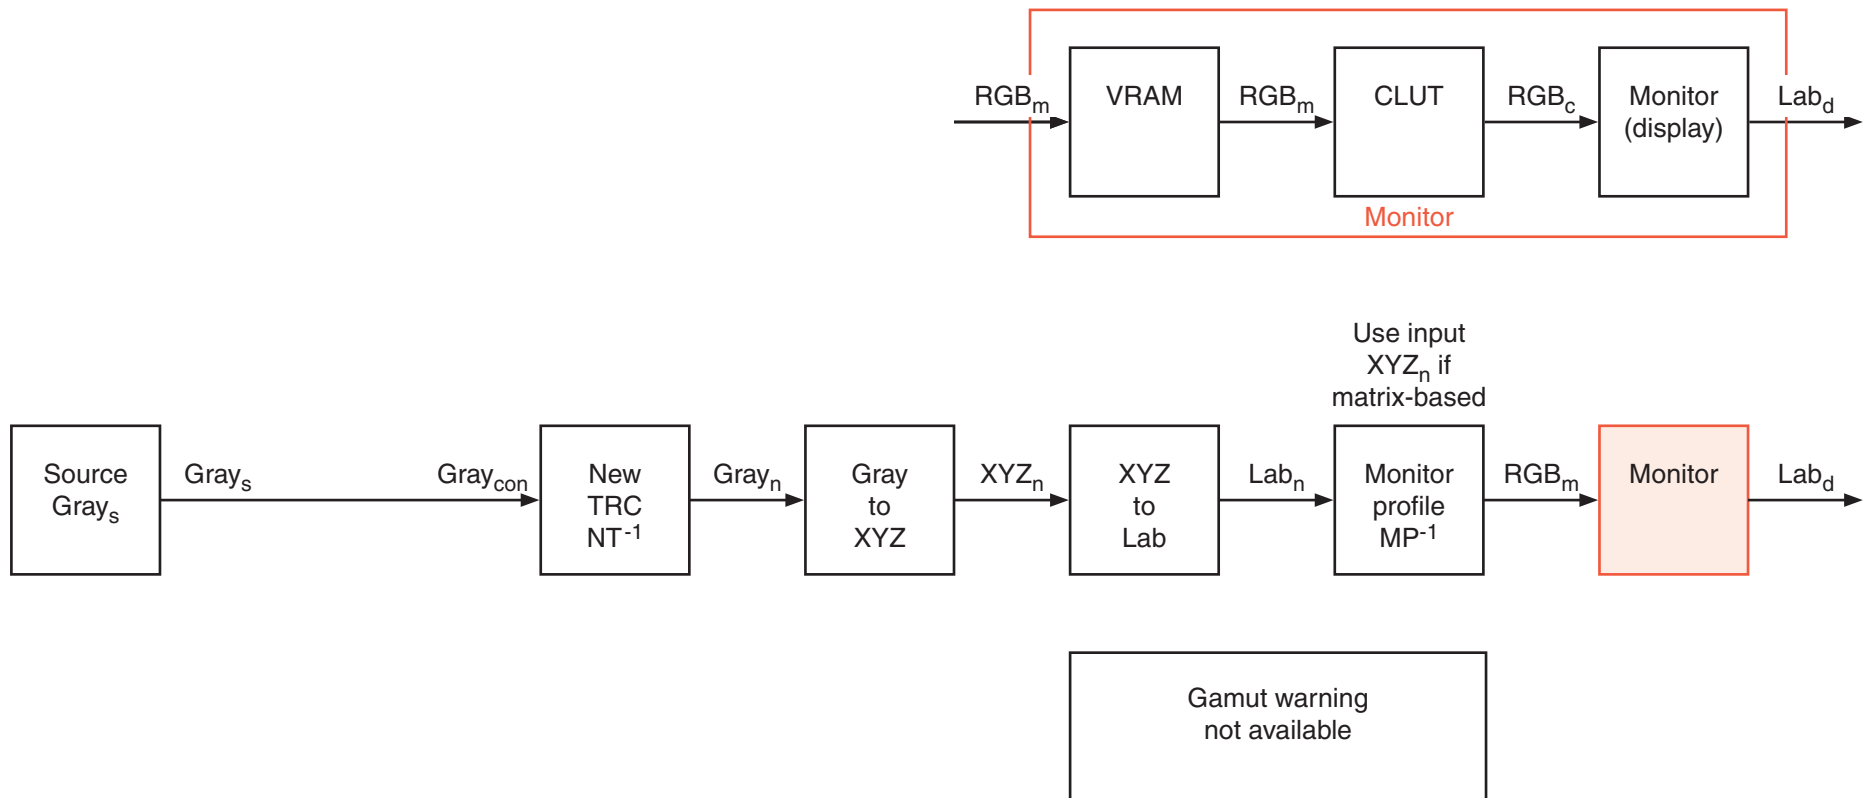 RGBm
VRAM
RGBm
CLUT
RGBc
Monitor
(display)
Labd
Monitor
Use input
XYZn if
matrix-based
Source
Grays
Grays
Graycon
New
TRC
NT-1
Grayn
Gray
to
XYZ
XYZn
XYZ
to
Lab
Labn
Monitor
profile
MP-1
RGBm
Monitor
Labd
Gamut warning
not available